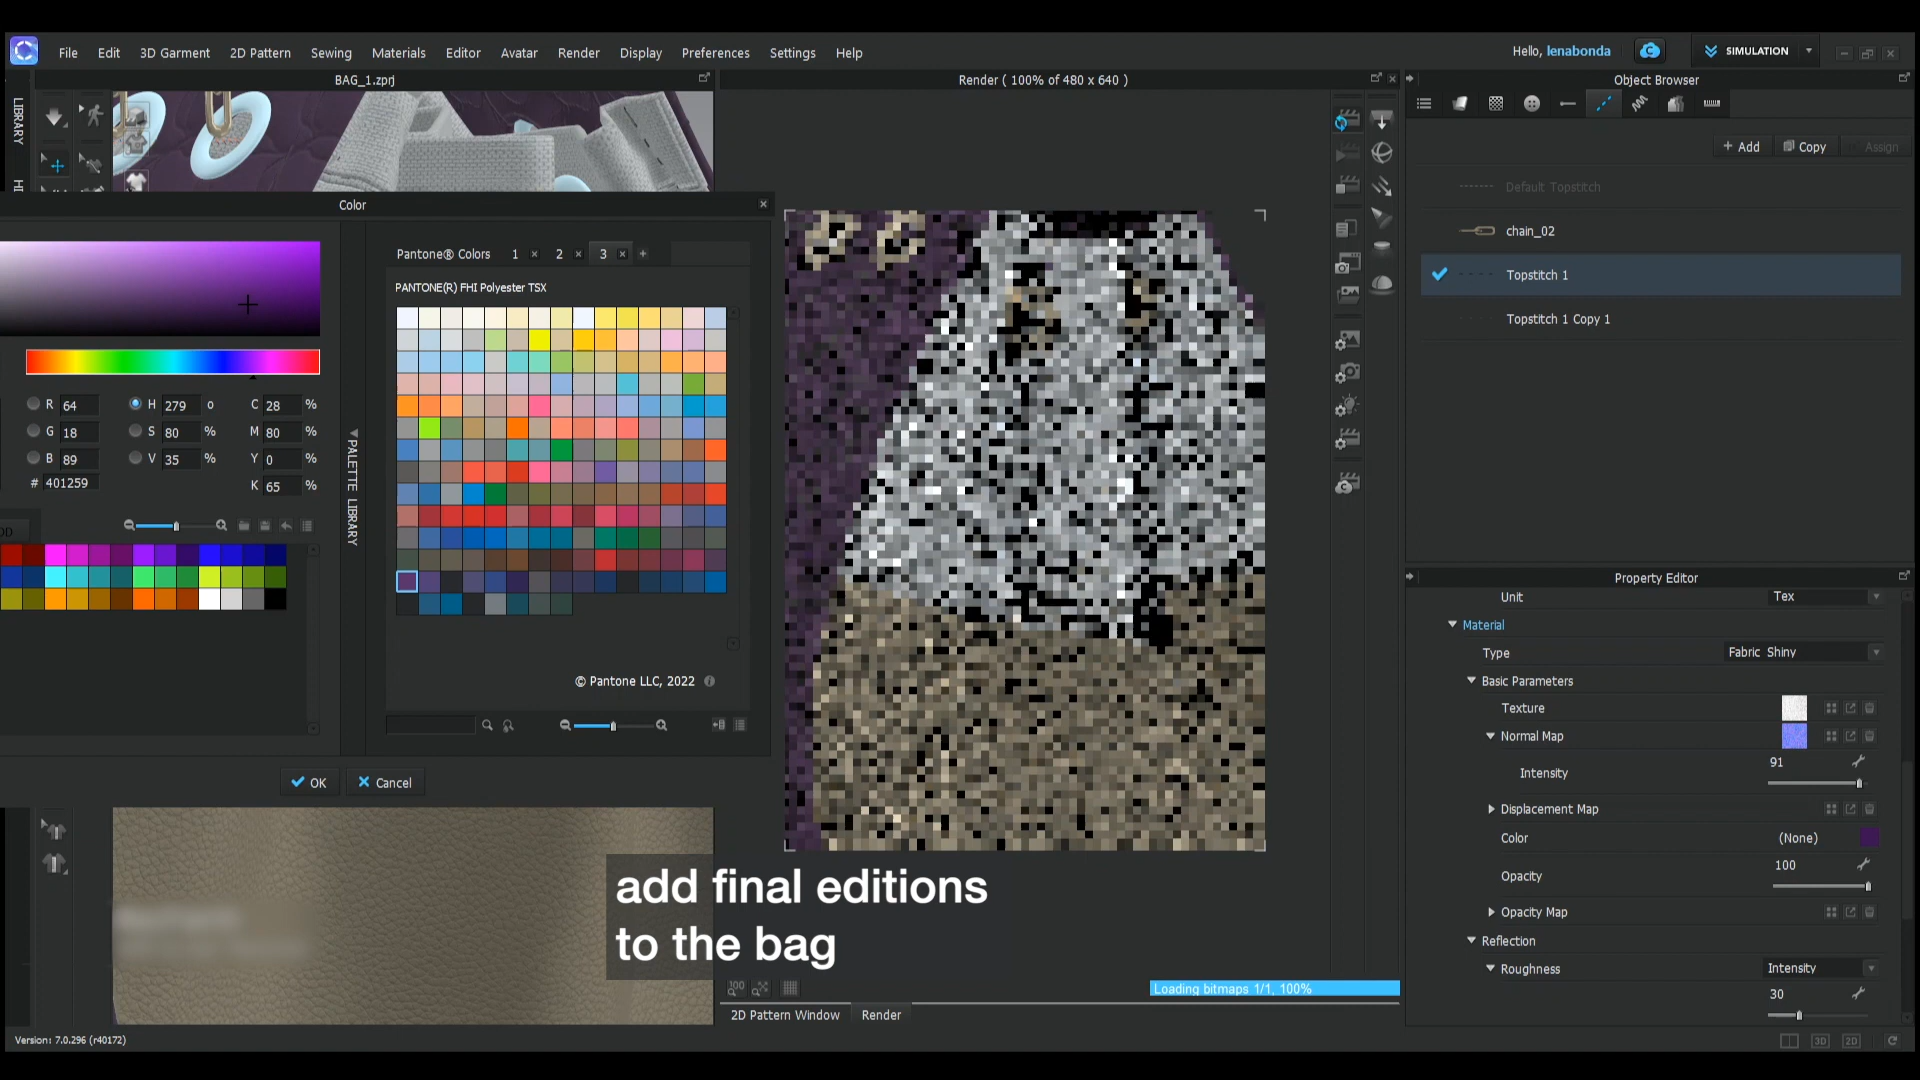 File Edit 3D Garment 2D Pattern Sewing Materials Editor Avatar Render Display Preferences Settings Help
Hello, lenabonda
SIMULATION
BAG_1.zprj
Render ( 100% of 480 x 640 )
Object Browser
LIBRARY
+ Add
Copy
Assign
Default Topstitch
chain_02
Topstitch 1
Topstitch 1 Copy 1
Color
Pantone® Colors 1 2 3 +
PANTONE(R) FHI Polyester TSX
R 64 H 279 o C 28 %
G 18 S 80 % M 80 %
B 89 V 35 % Y 0 %
# 401259 K 65 %
PALETTE LIBRARY
© Pantone LLC, 2022
OK
Cancel
Property Editor
Unit Tex
Material
Type Fabric_Shiny
Basic Parameters
Texture
Normal Map
91
Intensity
Displacement Map
Color (None)
100
Opacity
Opacity Map
Reflection
Roughness Intensity
30
add final editions
to the bag
100
Loading bitmaps 1/1, 100%
2D Pattern Window Render
Version: 7.0.296 (r40172)
3D 2D